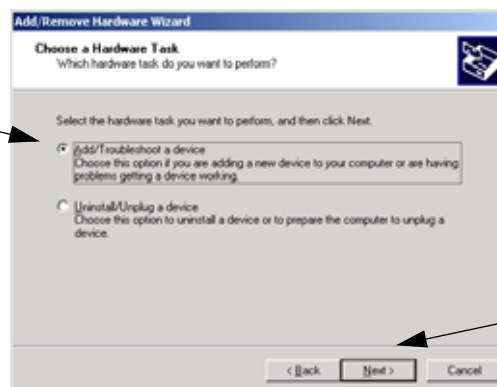 Add/Remove Hardware Wizard
Choose a Hardware Task
Which hardware task do you want to perform?
Select the hardware task you want to perform, and then click Next.
Add/Troubleshoot a device
Choose this option if you are adding a new device to your computer or are having
problems getting a device working.
Uninstall/Unplug a device
Choose this option to uninstall a device or to prepare the computer to unplug a
device.
< Back
Next >
Cancel